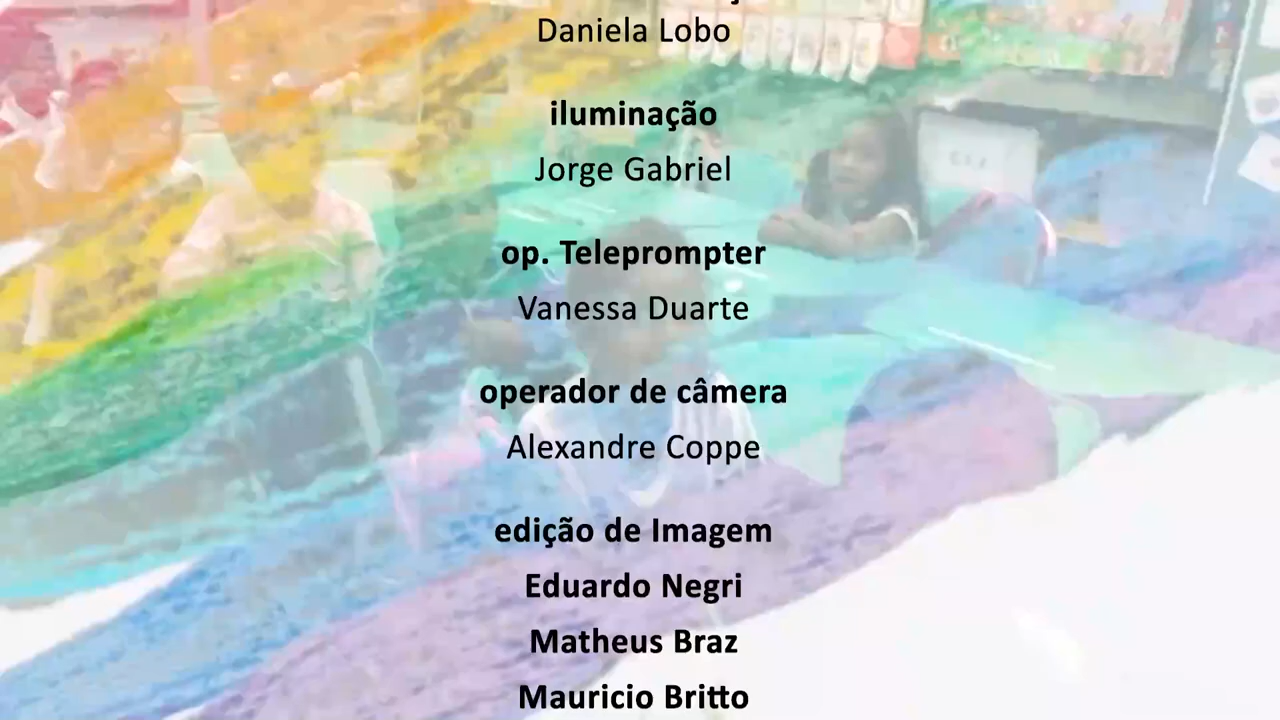 Daniela Lobo
iluminação
Jorge Gabriel
op. Teleprompter
Vanessa Duarte
operador de câmera
Alexandre Coppe
edição de Imagem
Eduardo Negri
Matheus Braz
Mauricio Britto